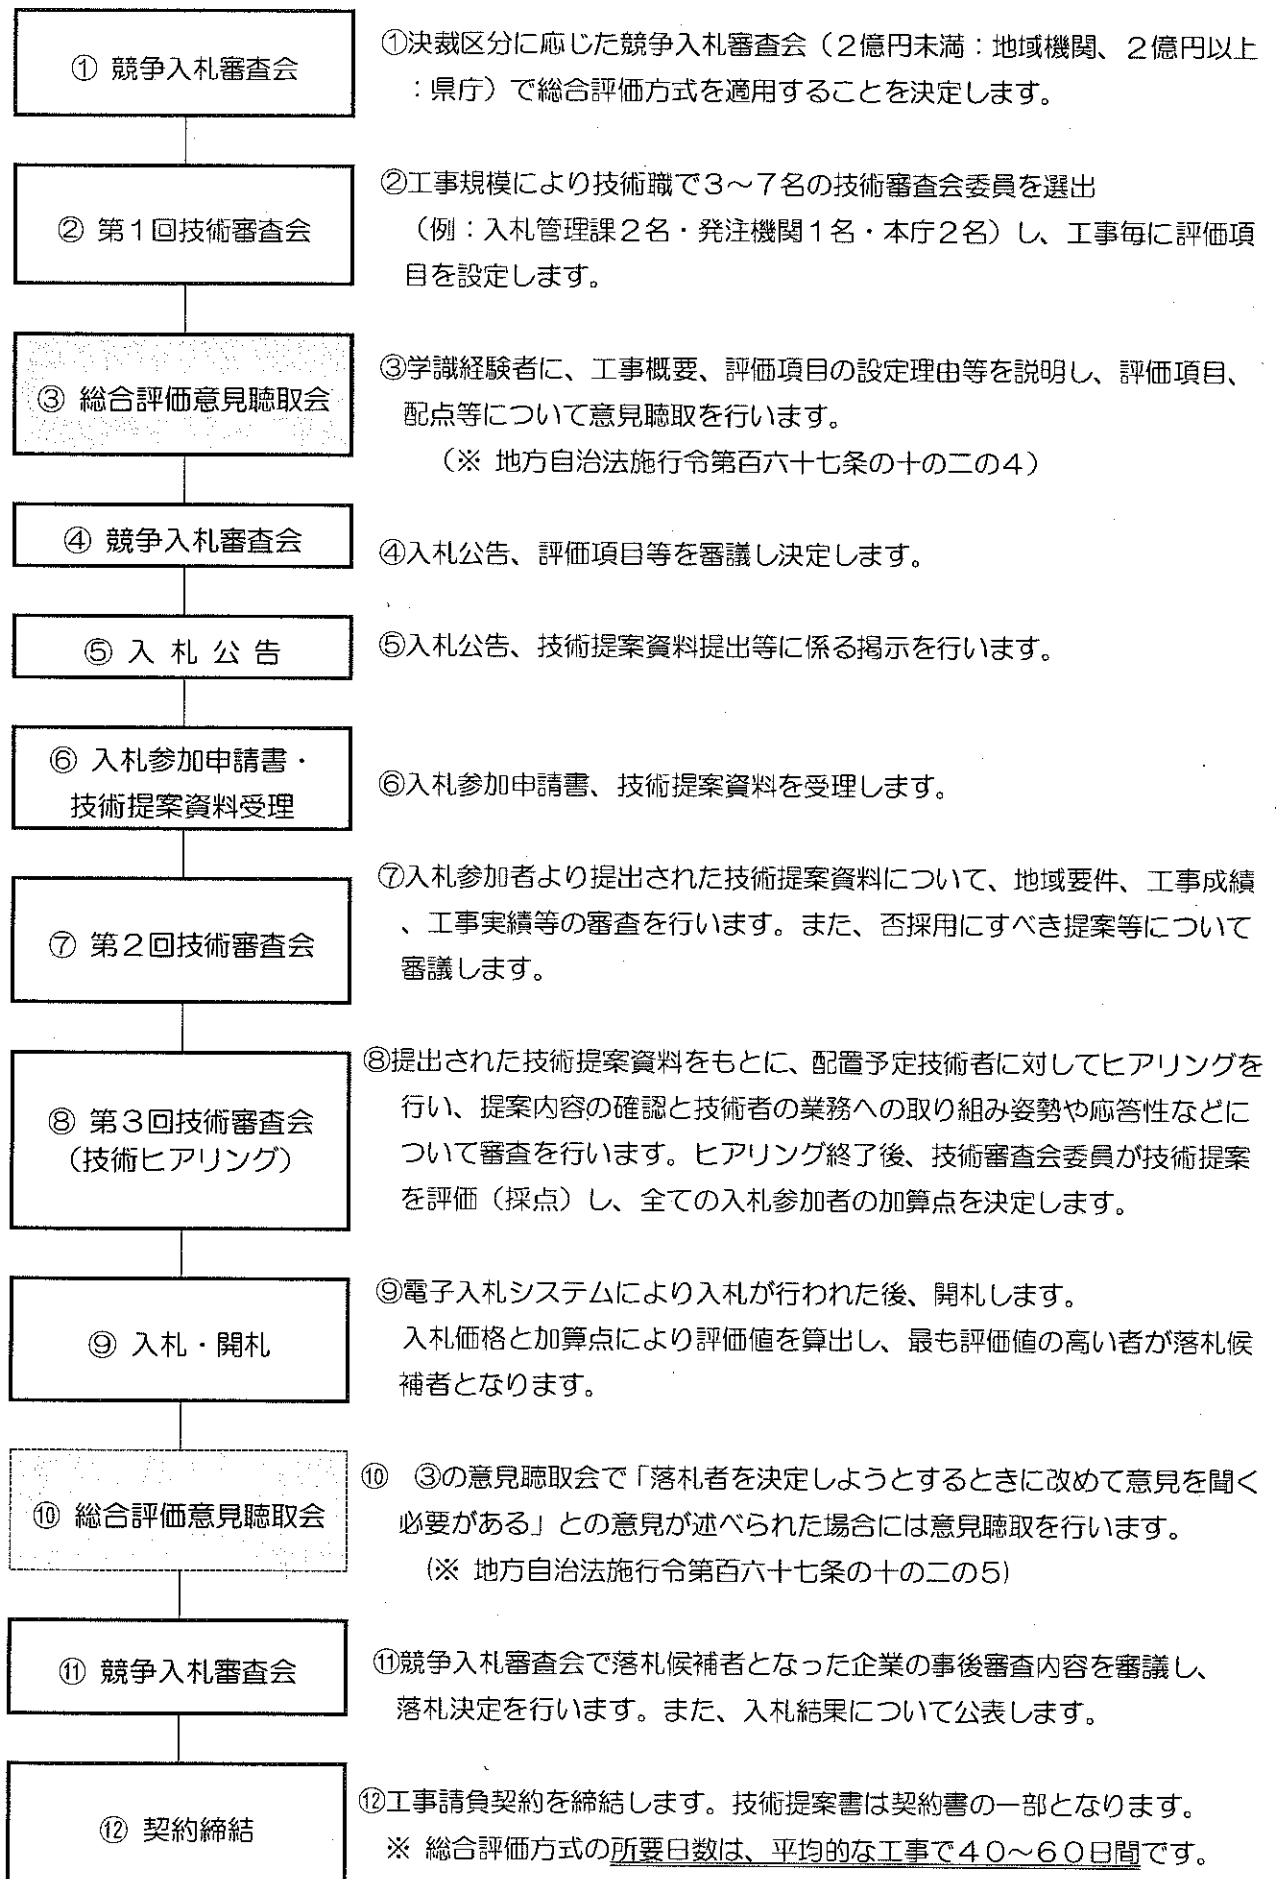 ① 競争入札審査会
①決裁区分に応じた競争入札審査会（２億円未満：地域機関、２億円以上
：県庁）で総合評価方式を適用することを決定します。
② 第１回技術審査会
②工事規模により技術職で３～７名の技術審査会委員を選出
（例：入札管理課２名・発注機関１名・本庁２名）し、工事毎に評価項
目を設定します。
③ 総合評価意見聴取会
③学識経験者に、工事概要、評価項目の設定理由等を説明し、評価項目、
配点等について意見聴取を行います。
（※ 地方自治法施行令第百六十七条の十の二の４）
④ 競争入札審査会
④入札公告、評価項目等を審議し決定します。
⑤ 入 札 公 告
⑤入札公告、技術提案資料提出等に係る掲示を行います。
⑥ 入札参加申請書・
技術提案資料受理
⑥入札参加申請書、技術提案資料を受理します。
⑦ 第２回技術審査会
⑦入札参加者より提出された技術提案資料について、地域要件、工事成績
、工事実績等の審査を行います。また、否採用にすべき提案等について
審議します。
⑧ 第３回技術審査会
（技術ヒアリング）
⑧提出された技術提案資料をもとに、配置予定技術者に対してヒアリングを
行い、提案内容の確認と技術者の業務への取り組み姿勢や応答性などに
ついて審査を行います。ヒアリング終了後、技術審査会委員が技術提案
を評価（採点）し、全ての入札参加者の加算点を決定します。
⑨ 入札・開札
⑨電子入札システムにより入札が行われた後、開札します。
入札価格と加算点により評価値を算出し、最も評価値の高い者が落札候
補者となります。
⑩ 総合評価意見聴取会
⑩　③の意見聴取会で「落札者を決定しようとするときに改めて意見を聞く
必要がある」との意見が述べられた場合には意見聴取を行います。
（※ 地方自治法施行令第百六十七条の十の二の５）
⑪ 競争入札審査会
⑪競争入札審査会で落札候補者となった企業の事後審査内容を審議し、
落札決定を行います。また、入札結果について公表します。
⑫ 契約締結
⑫工事請負契約を締結します。技術提案書は契約書の一部となります。
※ 総合評価方式の所要日数は、平均的な工事で４０～６０日間です。